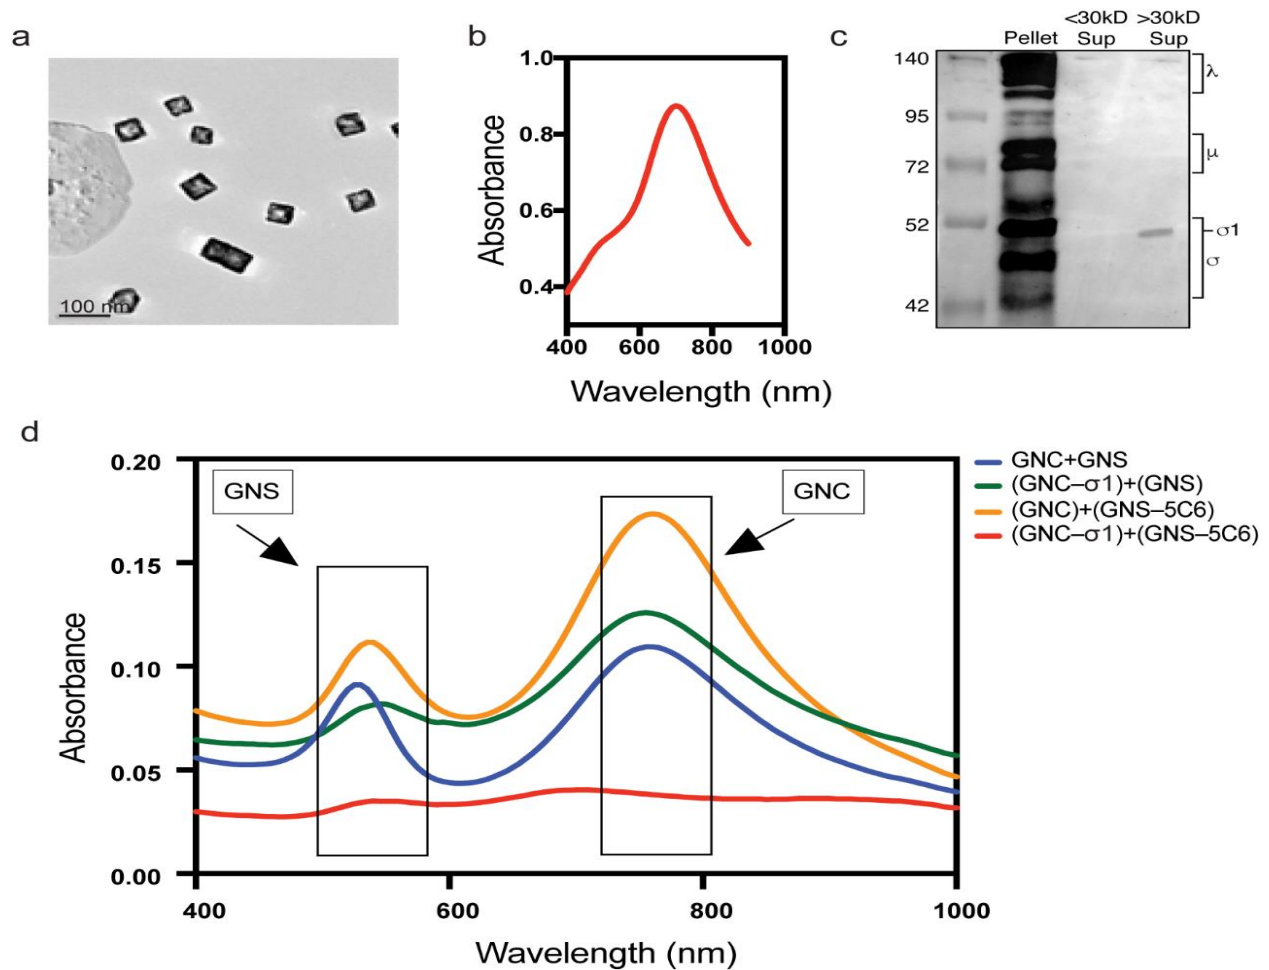 a
100 nm
b
1.0
0.8
0.6
0.4
Absorbance
400 600 800 1000
Wavelength (nm)
c
<30kD >30kD
Pellet Sup Sup
140
95
72
52
42
λ
μ
σ1
σ
d
0.20
0.15
0.10
0.05
0.00
Absorbance
GNS
GNC
GNC+GNS
(GNC–σ1)+(GNS)
(GNC)+(GNS–5C6)
(GNC–σ1)+(GNS–5C6)
400 600 800 1000
Wavelength (nm)